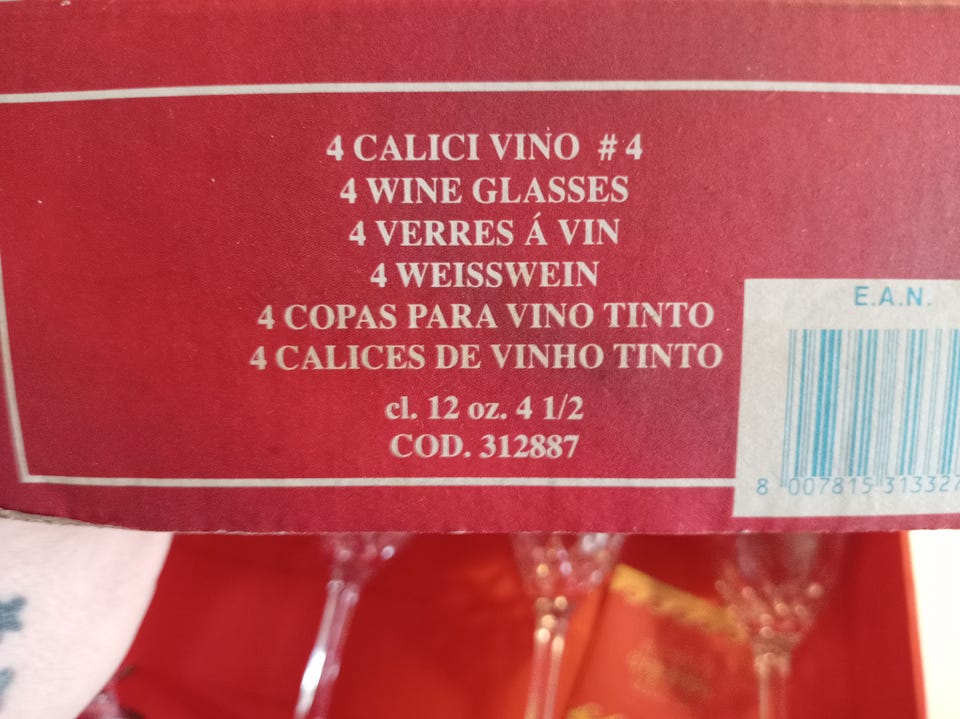 4 CALICI VINO # 4
4 WINE GLASSES
4 VERRES Á VIN
4 WEISSWEIN
4 COPAS PARA VINO TINTO
4 CALICES DE VINHO TINTO
cl. 12 oz. 4 1/2
COD. 312887
E.A.N.
8 007815 313327